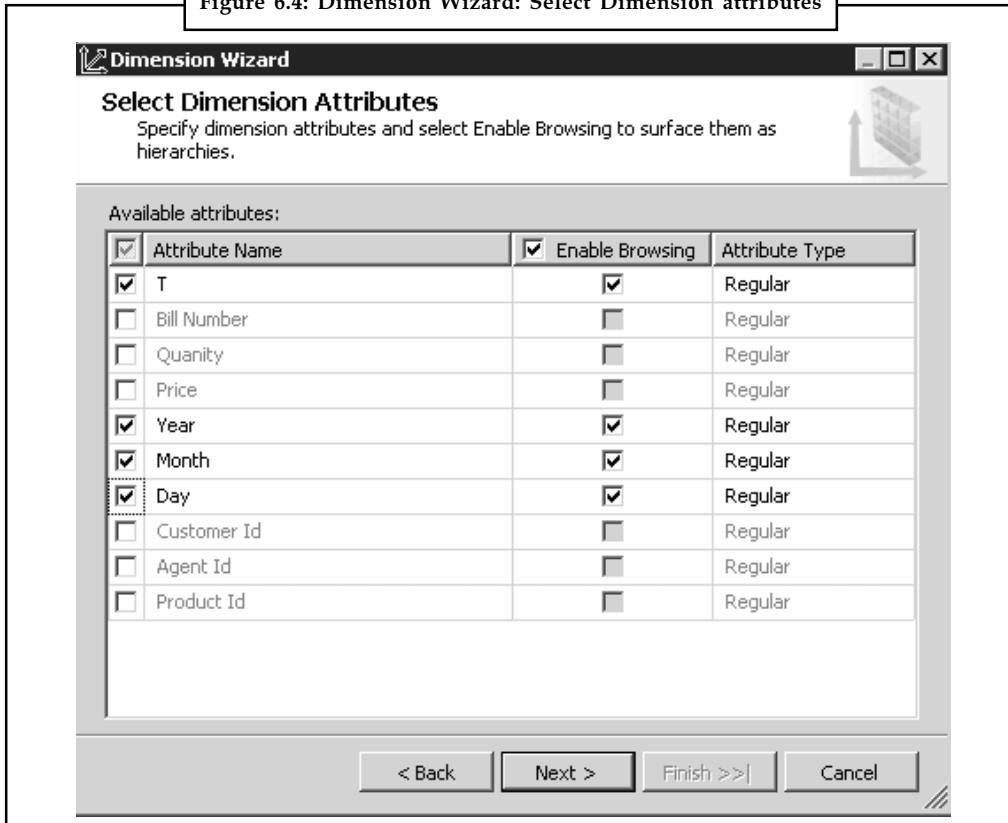 Figure 6.4: Dimension Wizard: Select Dimension attributes
Dimension Wizard
Select Dimension Attributes
Specify dimension attributes and select Enable Browsing to surface them as
hierarchies.
Available attributes:
Attribute Name Enable Browsing Attribute Type
T Regular
Bill Number Regular
Quanity Regular
Price Regular
Year Regular
Month Regular
Day Regular
Customer Id Regular
Agent Id Regular
Product Id Regular
< Back Next > Finish >>| Cancel